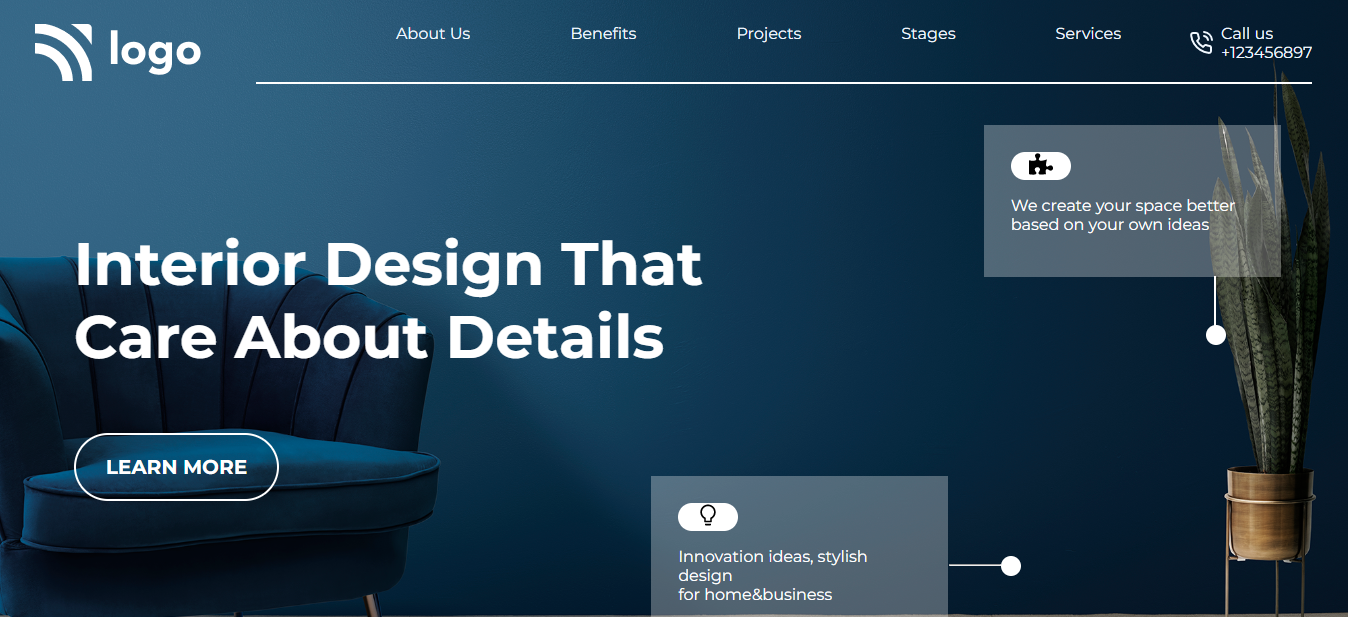 logo
About Us
Benefits
Projects
Stages
Services
Call us
+123456897
We create your space better
based on your own ideas
Interior Design That
Care About Details
LEARN MORE
Innovation ideas, stylish
design
for home&business